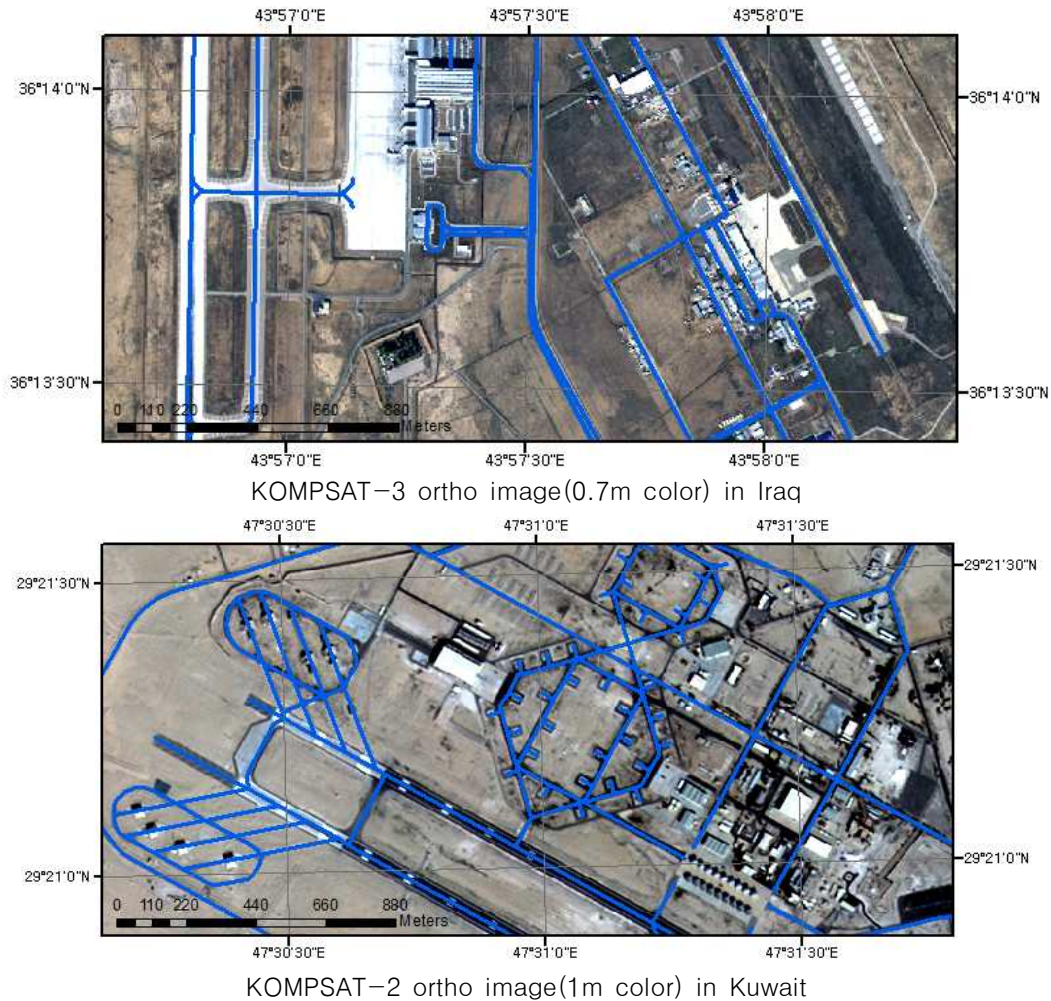 43°57'0"E 43°57'30"E 43°58'0"E
36°14'0"N 36°14'0"N
36°13'30"N 36°13'30"N
0 110 220 440 660 880
Meters
43°57'0"E 43°57'30"E 43°58'0"E
KOMPSAT-3 ortho image(0.7m color) in Iraq
47°30'30"E 47°31'0"E 47°31'30"E
29°21'30"N 29°21'30"N
29°21'0"N 29°21'0"N
0 110 220 440 660 880
Meters
47°30'30"E 47°31'0"E 47°31'30"E
KOMPSAT-2 ortho image(1m color) in Kuwait